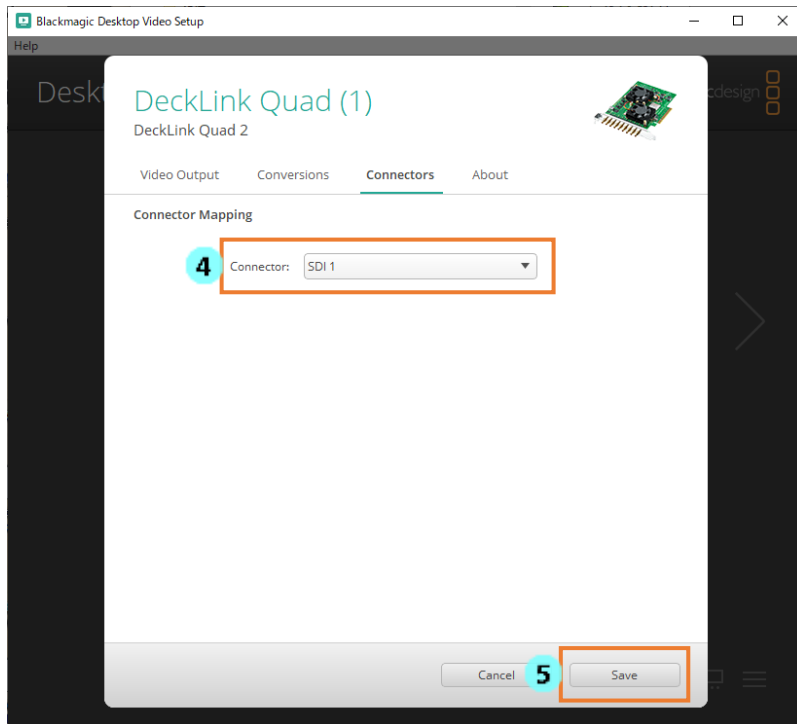 Blackmagic Desktop Video Setup
Help
Deskt
cdesign
DeckLink Quad (1)
DeckLink Quad 2
Video Output Conversions Connectors About
Connector Mapping
4 Connector: SDI 1
Cancel 5 Save